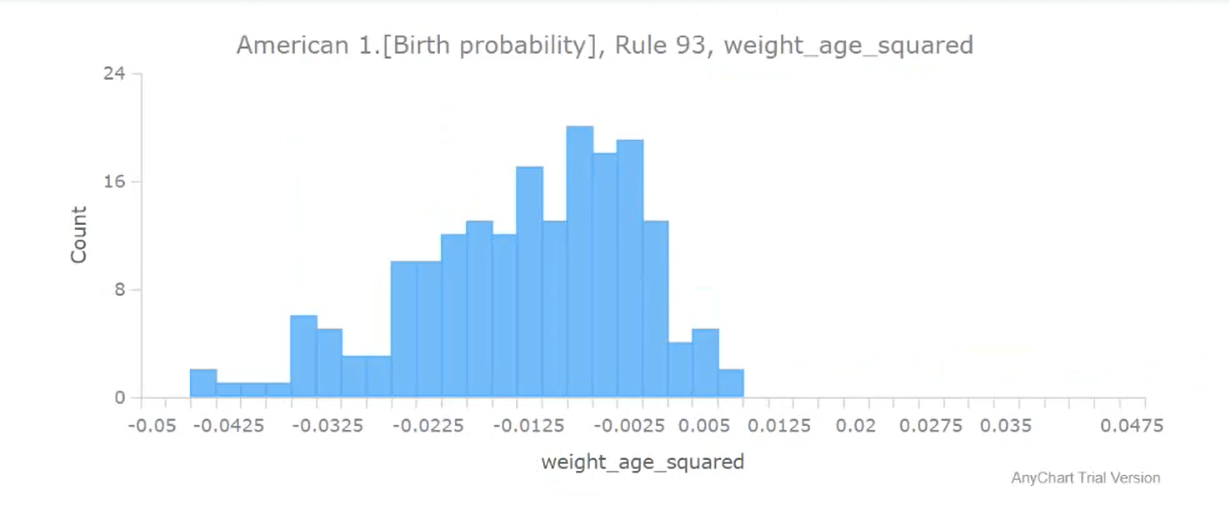 American 1.[Birth probability], Rule 93, weight_age_squared
24
16
8
0
Count
-0.05 -0.0425 -0.0325 -0.0225 -0.0125 -0.0025 0.005 0.0125 0.02 0.0275 0.035 0.0475
weight_age_squared
AnyChart Trial Version